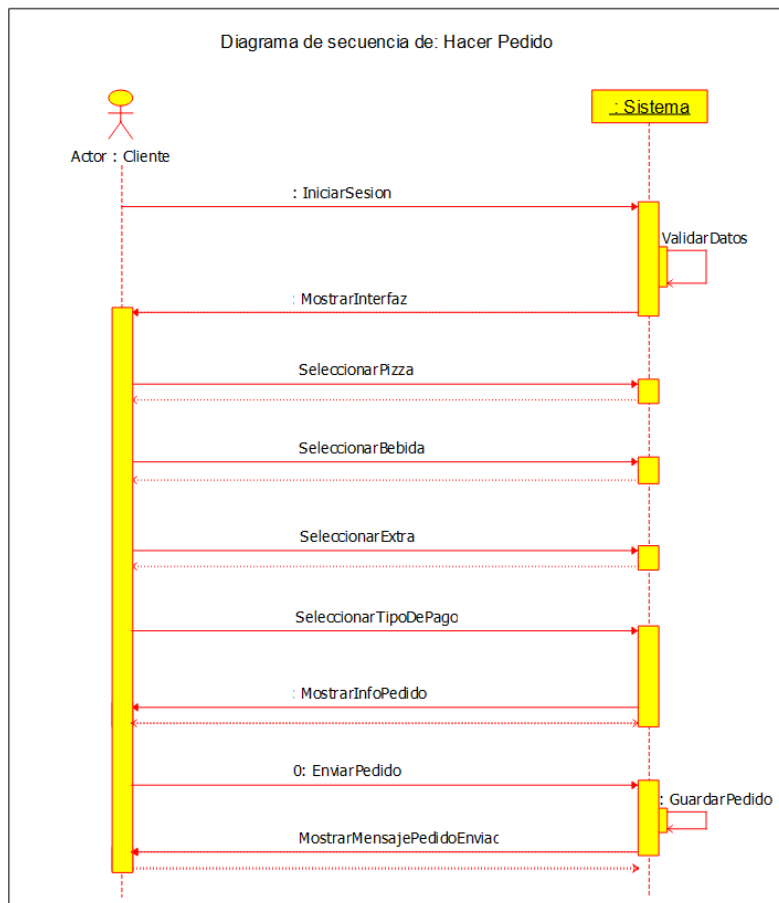 Diagrama de secuencia de: Hacer Pedido
: Sistema
Actor : Cliente
: IniciarSesion
ValidarDatos
: MostrarInterfaz
SeleccionarPizza
SeleccionarBebida
SeleccionarExtra
SeleccionarTipoDePago
: MostrarInfoPedido
0: EnviarPedido
: GuardarPedido
MostrarMensajePedidoEnviac